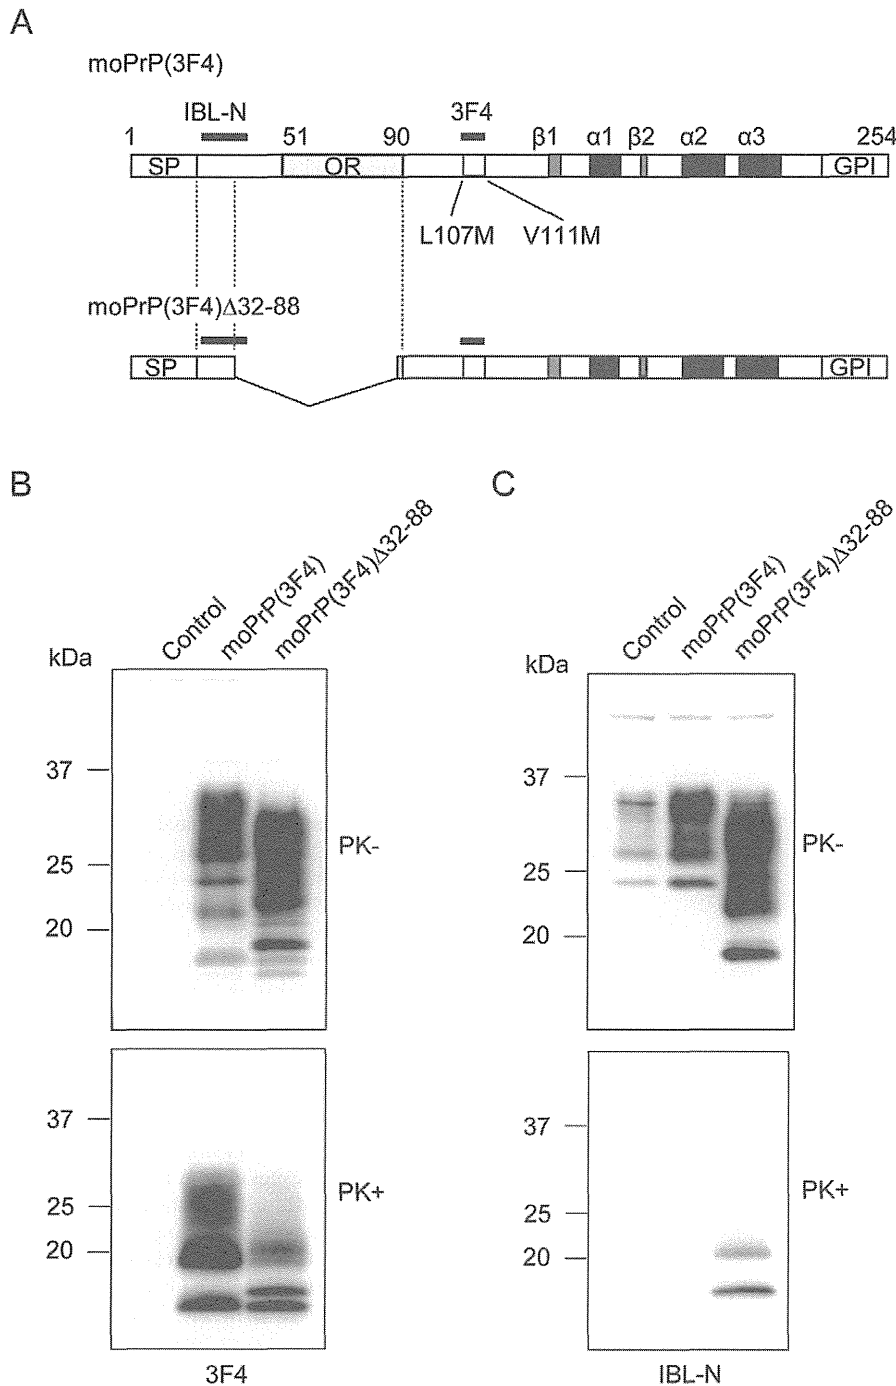 A
moPrP(3F4)
IBL-N 3F4
1 51 90 β1 α1 β2 α2 α3 254
SP OR GPI
L107M V111M
moPrP(3F4)Δ32-88
SP GPI
B
Control
moPrP(3F4)
moPrP(3F4)Δ32-88
kDa
37
25
20
PK-
37
25
20
PK+
3F4
C
Control
moPrP(3F4)
moPrP(3F4)Δ32-88
kDa
37
25
20
PK-
37
25
20
PK+
IBL-N